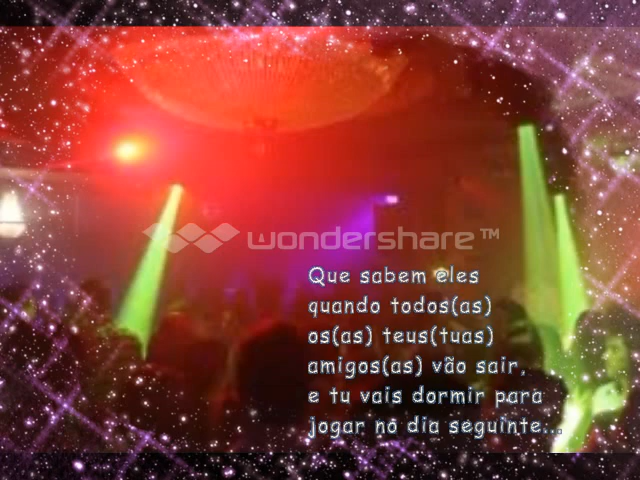 wondershare™
Que sabem eles
quando todos(as)
os(as) teus(tuas)
amigos(as) vão sair,
e tu vais dormir para
jogar no dia seguinte...